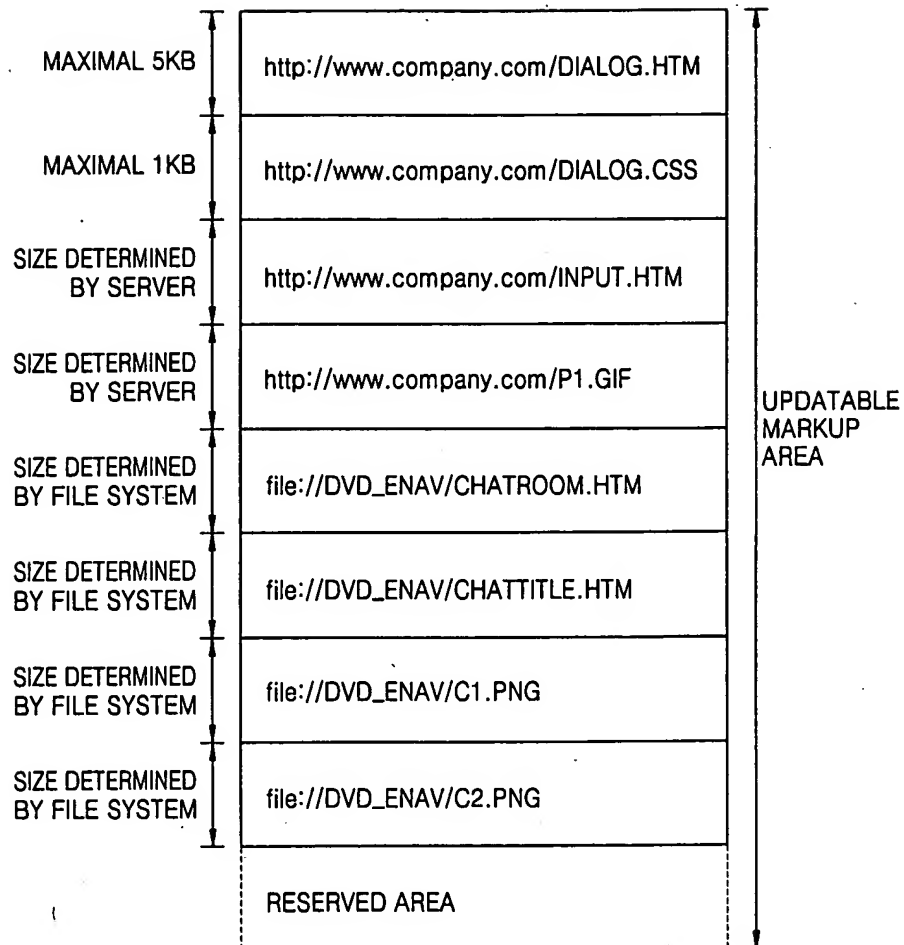 MAXIMAL 5KB
http://www.company.com/DIALOG.HTM
MAXIMAL 1KB
http://www.company.com/DIALOG.CSS
SIZE DETERMINED
BY SERVER
http://www.company.com/INPUT.HTM
SIZE DETERMINED
BY SERVER
http://www.company.com/P1.GIF
UPDATABLE
MARKUP
AREA
SIZE DETERMINED
BY FILE SYSTEM
file://DVD_ENAV/CHATROOM.HTM
SIZE DETERMINED
BY FILE SYSTEM
file://DVD_ENAV/CHATTITLE.HTM
SIZE DETERMINED
BY FILE SYSTEM
file://DVD_ENAV/C1.PNG
SIZE DETERMINED
BY FILE SYSTEM
file://DVD_ENAV/C2.PNG
RESERVED AREA